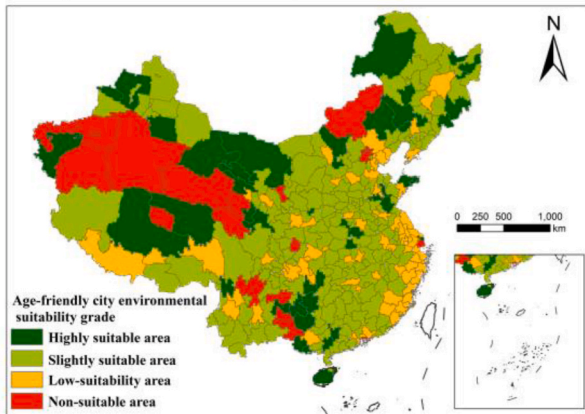 N
0 250 500 1,000
km
Age-friendly city environmental
suitability grade
Highly suitable area
Slightly suitable area
Low-suitability area
Non-suitable area